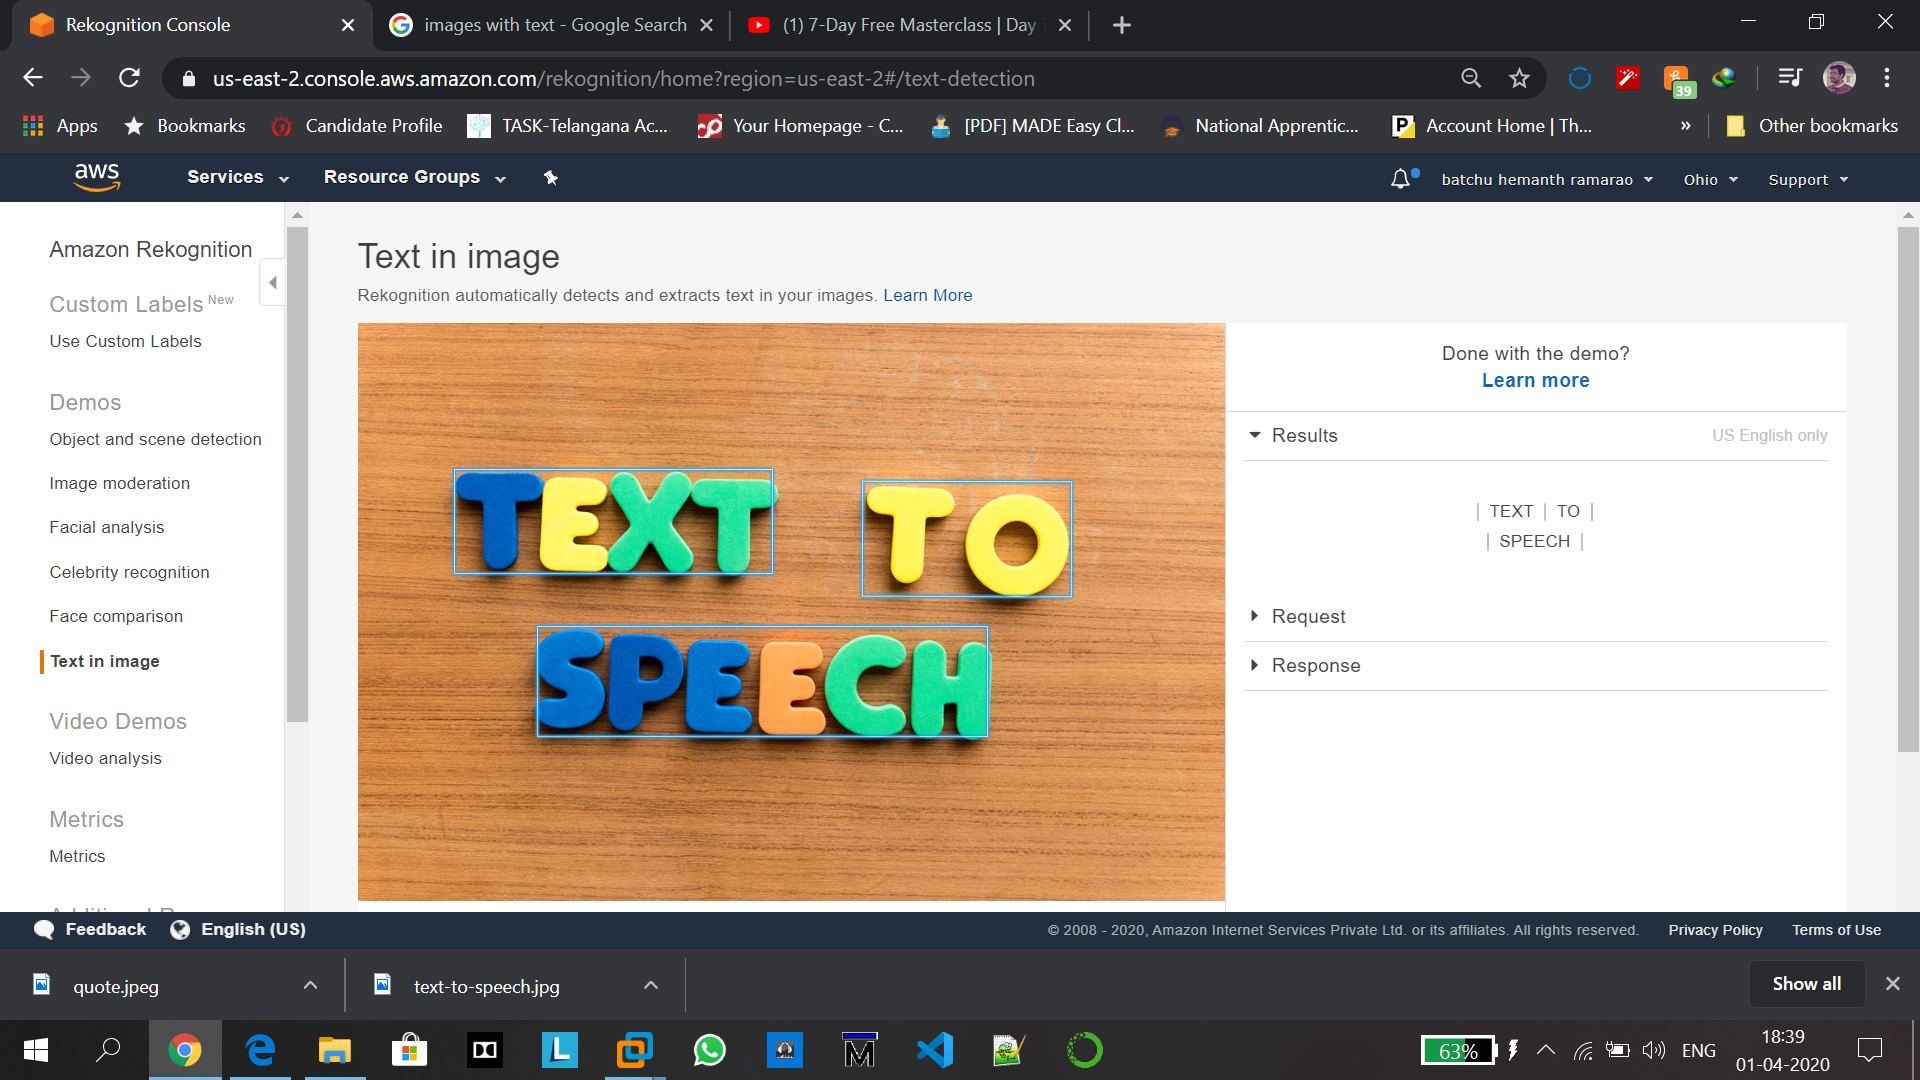 Rekognition Console
images with text - Google Search
(1) 7-Day Free Masterclass | Day
us-east-2.console.aws.amazon.com/rekognition/home?region=us-east-2#/text-detection
39
Apps
Bookmarks
Candidate Profile
TASK-Telangana Ac...
Your Homepage - C...
[PDF] MADE Easy Cl...
National Apprentic...
Account Home | Th...
»
Other bookmarks
aws
Services
Resource Groups
batchu hemanth ramarao
Ohio
Support
Amazon Rekognition
Custom Labels New
Use Custom Labels
Demos
Object and scene detection
Image moderation
Facial analysis
Celebrity recognition
Face comparison
Text in image
Video Demos
Video analysis
Metrics
Metrics
Text in image
Rekognition automatically detects and extracts text in your images. Learn More
TEXT TO
SPEECH
Done with the demo?
Learn more
Results
US English only
| TEXT | TO |
| SPEECH |
Request
Response
Feedback
English (US)
© 2008 - 2020, Amazon Internet Services Private Ltd. or its affiliates. All rights reserved.
Privacy Policy
Terms of Use
quote.jpeg
text-to-speech.jpg
Show all
L
M
63%
ENG
18:39
01-04-2020